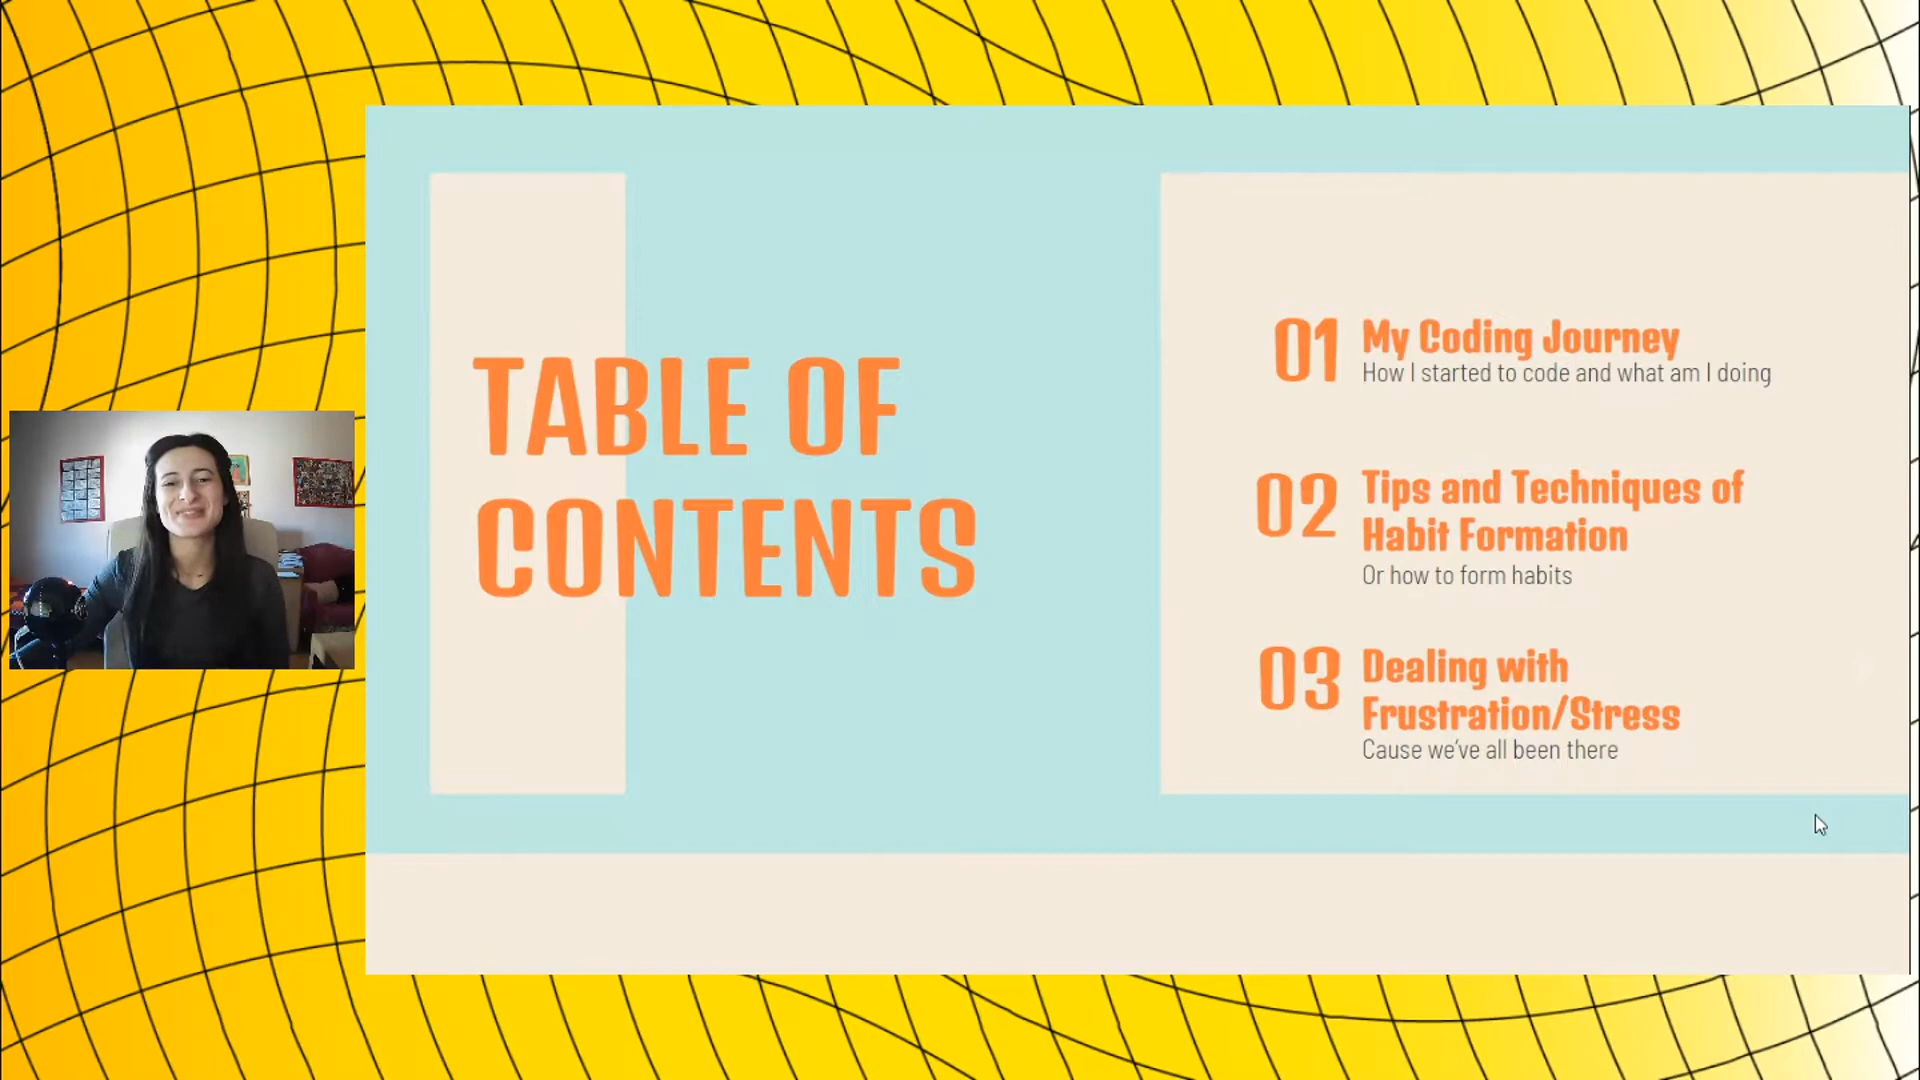 TABLE OF
CONTENTS
01 My Coding Journey
How I started to code and what am I doing
02 Tips and Techniques of
Habit Formation
Or how to form habits
03 Dealing with
Frustration/Stress
Cause we've all been there